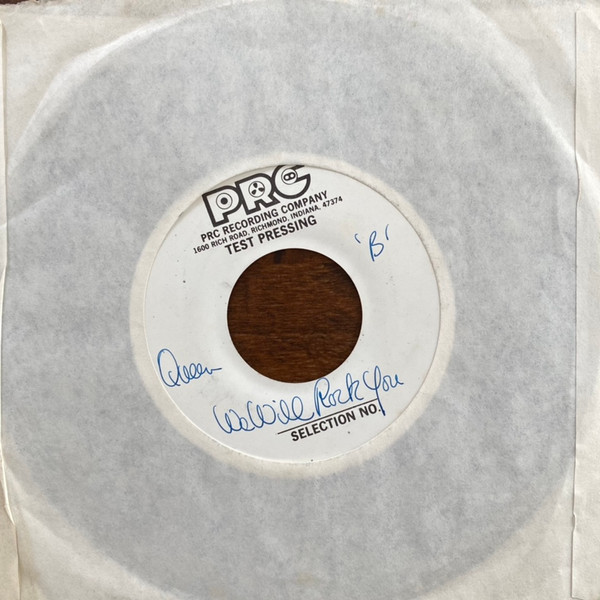 PRC
PRC RECORDING COMPANY
1600 RICH ROAD, RICHMOND, INDIANA, 47374
TEST PRESSING
'B'
Queen
We Will Rock You
SELECTION NO.